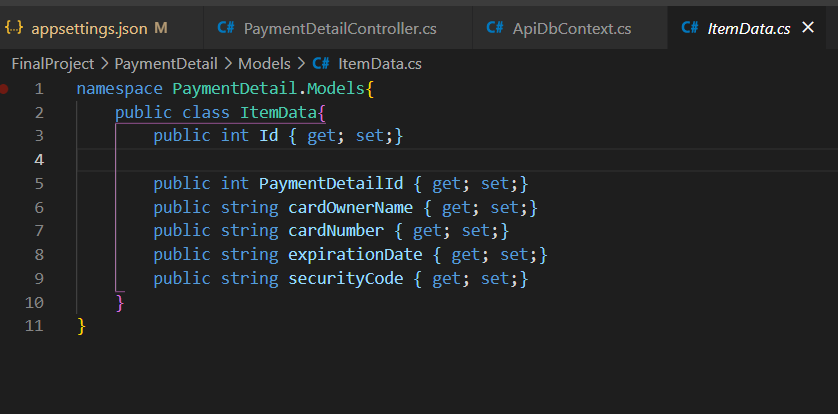 {..} appsettings.json M C# PaymentDetailController.cs C# ApiDbContext.cs C# ItemData.cs ×
FinalProject > PaymentDetail > Models > C# ItemData.cs
1 namespace PaymentDetail.Models{
2 public class ItemData{
3 public int Id { get; set;}
4
5 public int PaymentDetailId { get; set;}
6 public string cardOwnerName { get; set;}
7 public string cardNumber { get; set;}
8 public string expirationDate { get; set;}
9 public string securityCode { get; set;}
10 }
11 }